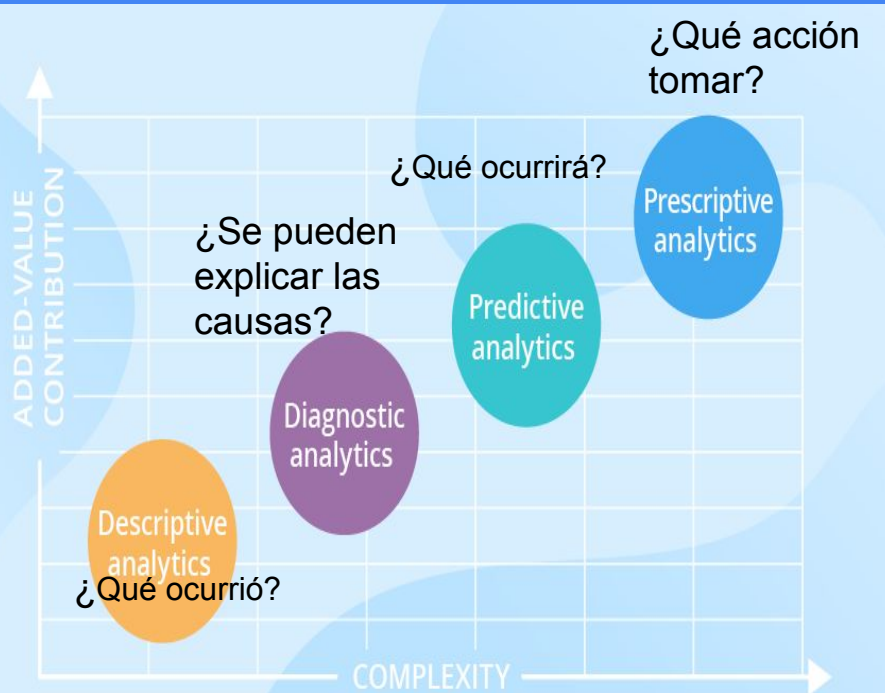 ¿Qué acción
tomar?
¿Qué ocurrirá?
Prescriptive
analytics
¿Se pueden
explicar las
causas?
Predictive
analytics
Diagnostic
analytics
Descriptive
analytics
¿Qué ocurrió?
ADDED-VALUE
CONTRIBUTION
COMPLEXITY